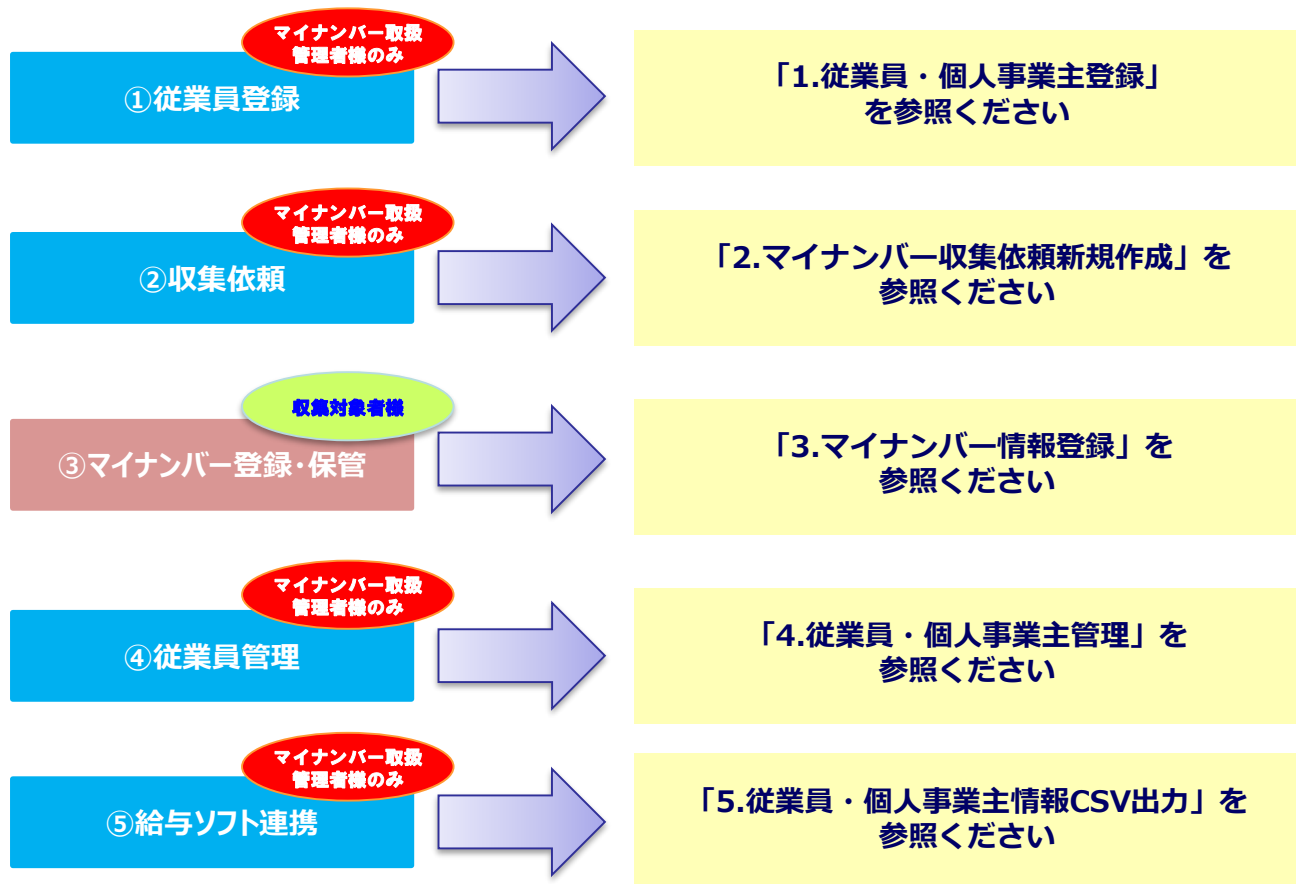 マイナンバー取扱
管理者様のみ
①従業員登録
「1.従業員・個人事業主登録」
を参照ください
マイナンバー取扱
管理者様のみ
②収集依頼
「2.マイナンバー収集依頼新規作成」を
参照ください
収集対象者様
③マイナンバー登録・保管
「3.マイナンバー情報登録」を
参照ください
マイナンバー取扱
管理者様のみ
④従業員管理
「4.従業員・個人事業主管理」を
参照ください
マイナンバー取扱
管理者様のみ
⑤給与ソフト連携
「5.従業員・個人事業主情報CSV出力」を
参照ください